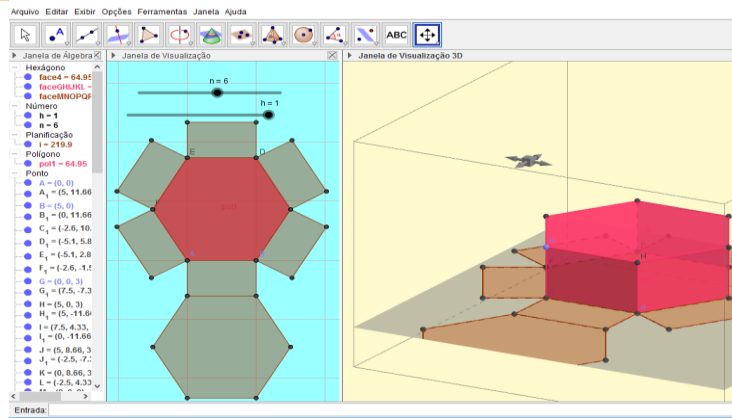 Arquivo Editar Exibir Opções Ferramentas Janela Ajuda
A ABC
Janela de Álgebra
Janela de Visualização
Janela de Visualização 3D
Hexágono
face4 = 64.95
faceGHIJKL =
faceMNOPQR
Número
h = 1
n = 6
Planificação
i = 219.9
Polígono
pol1 = 64.95
Ponto
A = (0, 0)
A₁ = (5, 11.66
B = (5, 0)
B₁ = (0, 11.66
C₁ = (-2.6, 10.
D₁ = (-5.1, 5.8
E₁ = (-5.1, 2.8
F₁ = (-2.6, -1.5
G = (0, 0, 3)
G₁ = (7.5, -7.3
H = (5, 0, 3)
H₁ = (5, -11.6
I = (7.5, 4.33,
I₁ = (0, -11.66
J = (5, 8.66, 3
J₁ = (-2.5, -7.
K = (0, 8.66, 3
L = (-2.5, 4.33
n = 6
h = 1
E D
pol1
H
Entrada: